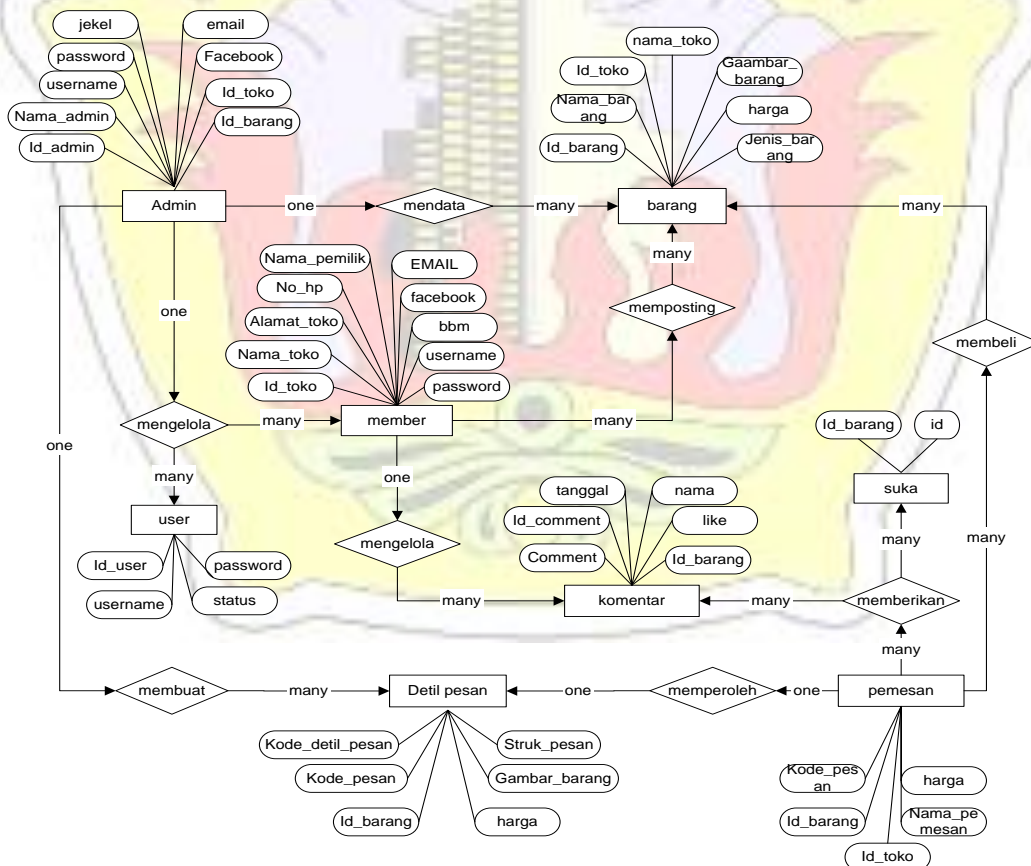 jekel
email
password
Facebook
username
Id_toko
Nama_admin
Id_barang
Id_admin
Admin
nama_toko
Id_toko
Gaambar_
barang
Nama_bar
ang
harga
Id_barang
Jenis_bar
ang
barang
one
mendata
many
many
one
Nama_pemilik
EMAIL
No_hp
facebook
Alamat_toko
bbm
Nama_toko
username
Id_toko
password
member
many
memposting
many
membeli
many
mengelola
many
many
user
Id_user
password
username
status
one
one
mengelola
many
tanggal
nama
Id_comment
like
Comment
Id_barang
komentar
Id_barang
id
suka
many
many
memberikan
many
membuat
many
Detil pesan
one
memperoleh
one
pemesan
Kode_detil_pesan
Struk_pesan
Kode_pesan
Gambar_barang
Id_barang
harga
Kode_pes
an
harga
Id_barang
Nama_pe
mesan
Id_toko